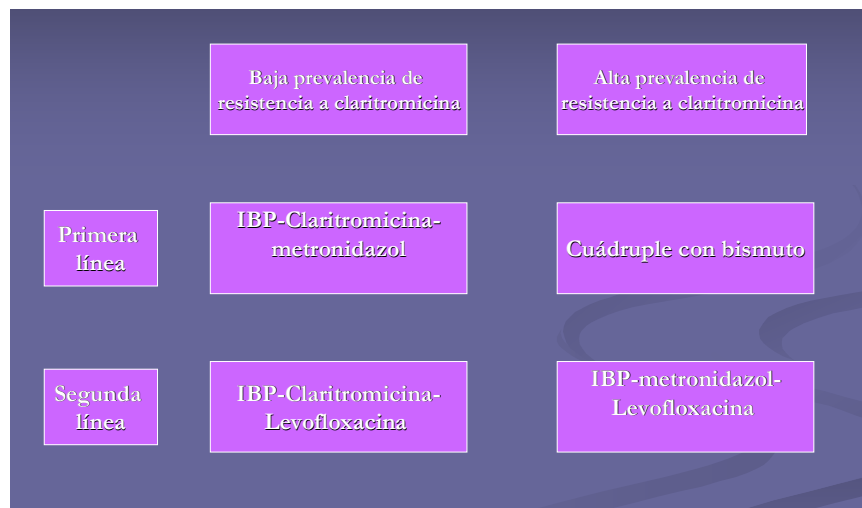 Baja prevalencia de
resistencia a claritromicina
Alta prevalencia de
resistencia a claritromicina
Primera
línea
IBP-Claritromicina-
metronidazol
Cuádruple con bismuto
Segunda
línea
IBP-Claritromicina-
Levofloxacina
IBP-metronidazol-
Levofloxacina